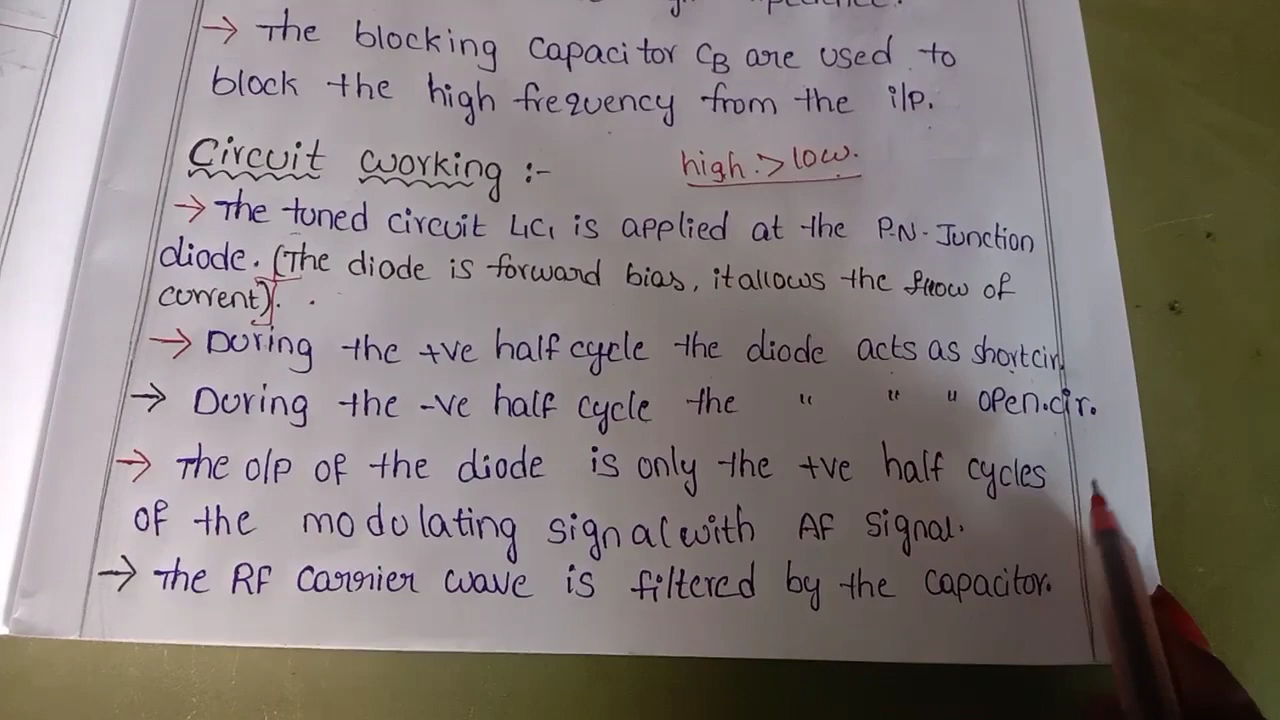 → The blocking capacitor CB are used to
block the high frequency from the i/p.
Circuit working :-
high > low.
→ The tuned circuit L1C1 is applied at the P.N. Junction
diode. (The diode is forward bias, it allows the flow of
current).
→ During the +ve half cycle the diode acts as short cir
→ During the -ve half cycle the " " " open.cir.
→ The o/p of the diode is only the +ve half cycles
of the modulating signal with AF signal.
→ The RF carrier wave is filtered by the capacitor.